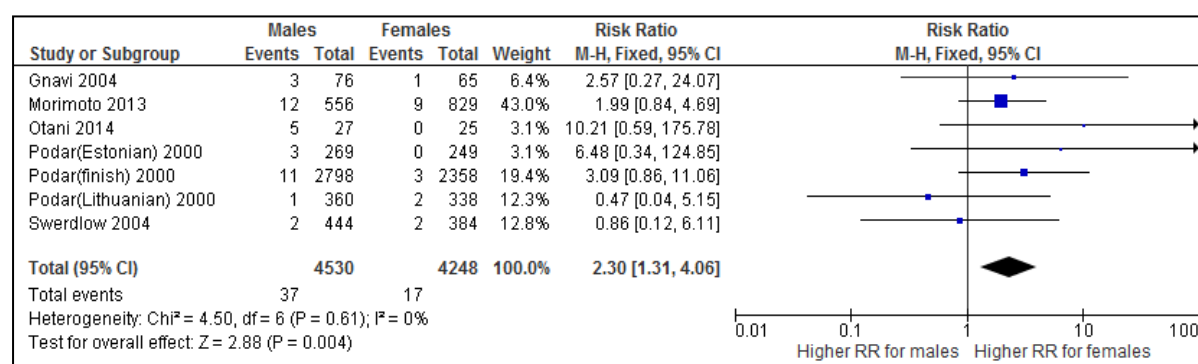 Males Females Risk Ratio Risk Ratio
Study or Subgroup Events Total Events Total Weight M-H, Fixed, 95% CI M-H, Fixed, 95% CI
Gnavi 2004 3 76 1 65 6.4% 2.57 [0.27, 24.07]
Morimoto 2013 12 556 9 829 43.0% 1.99 [0.84, 4.69]
Otani 2014 5 27 0 25 3.1% 10.21 [0.59, 175.78]
Podar(Estonian) 2000 3 269 0 249 3.1% 6.48 [0.34, 124.85]
Podar(finish) 2000 11 2798 3 2358 19.4% 3.09 [0.86, 11.06]
Podar(Lithuanian) 2000 1 360 2 338 12.3% 0.47 [0.04, 5.15]
Swerdlow 2004 2 444 2 384 12.8% 0.86 [0.12, 6.11]
Total (95% CI) 4530 4248 100.0% 2.30 [1.31, 4.06]
Total events 37 17
Heterogeneity: Chi² = 4.50, df = 6 (P = 0.61); I² = 0%
Test for overall effect: Z = 2.88 (P = 0.004)
0.01 0.1 1 10 100
Higher RR for males Higher RR for females